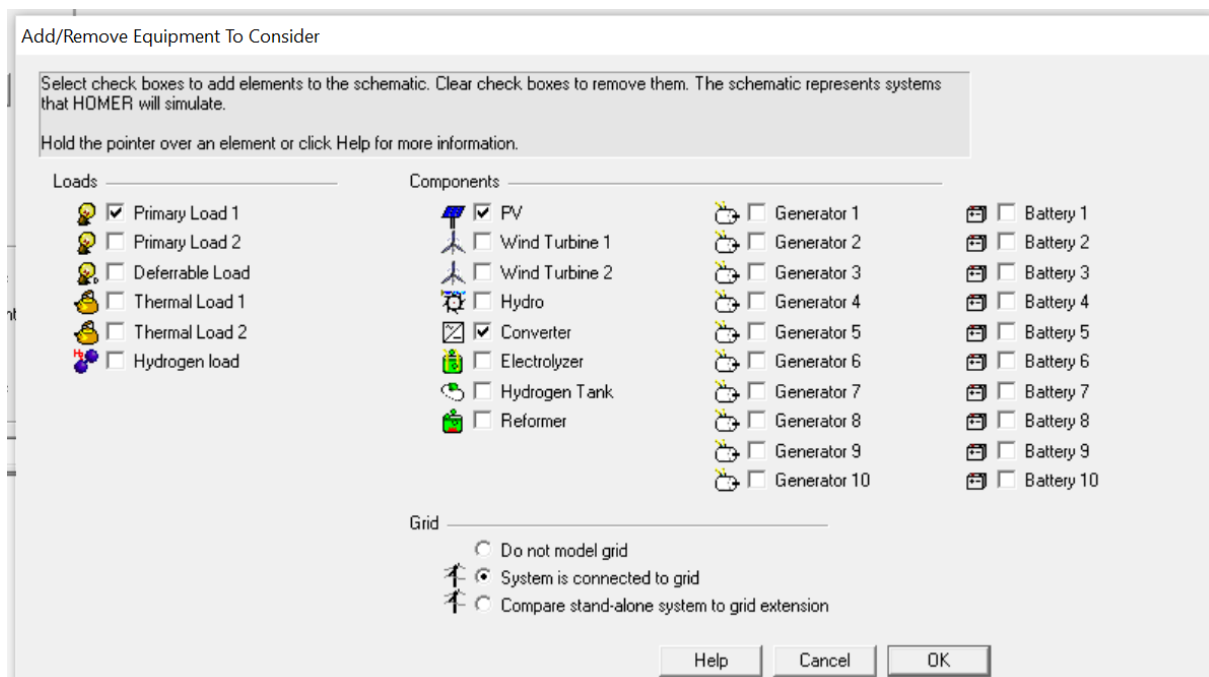 Add/Remove Equipment To Consider
Select check boxes to add elements to the schematic. Clear check boxes to remove them. The schematic represents systems
that HOMER will simulate.
Hold the pointer over an element or click Help for more information.
Loads
Primary Load 1
Primary Load 2
Deferrable Load
Thermal Load 1
Thermal Load 2
Hydrogen load
Components
PV
Wind Turbine 1
Wind Turbine 2
Hydro
Converter
Electrolyzer
Hydrogen Tank
Reformer
Generator 1
Generator 2
Generator 3
Generator 4
Generator 5
Generator 6
Generator 7
Generator 8
Generator 9
Generator 10
Battery 1
Battery 2
Battery 3
Battery 4
Battery 5
Battery 6
Battery 7
Battery 8
Battery 9
Battery 10
Grid
Do not model grid
System is connected to grid
Compare stand-alone system to grid extension
Help
Cancel
OK